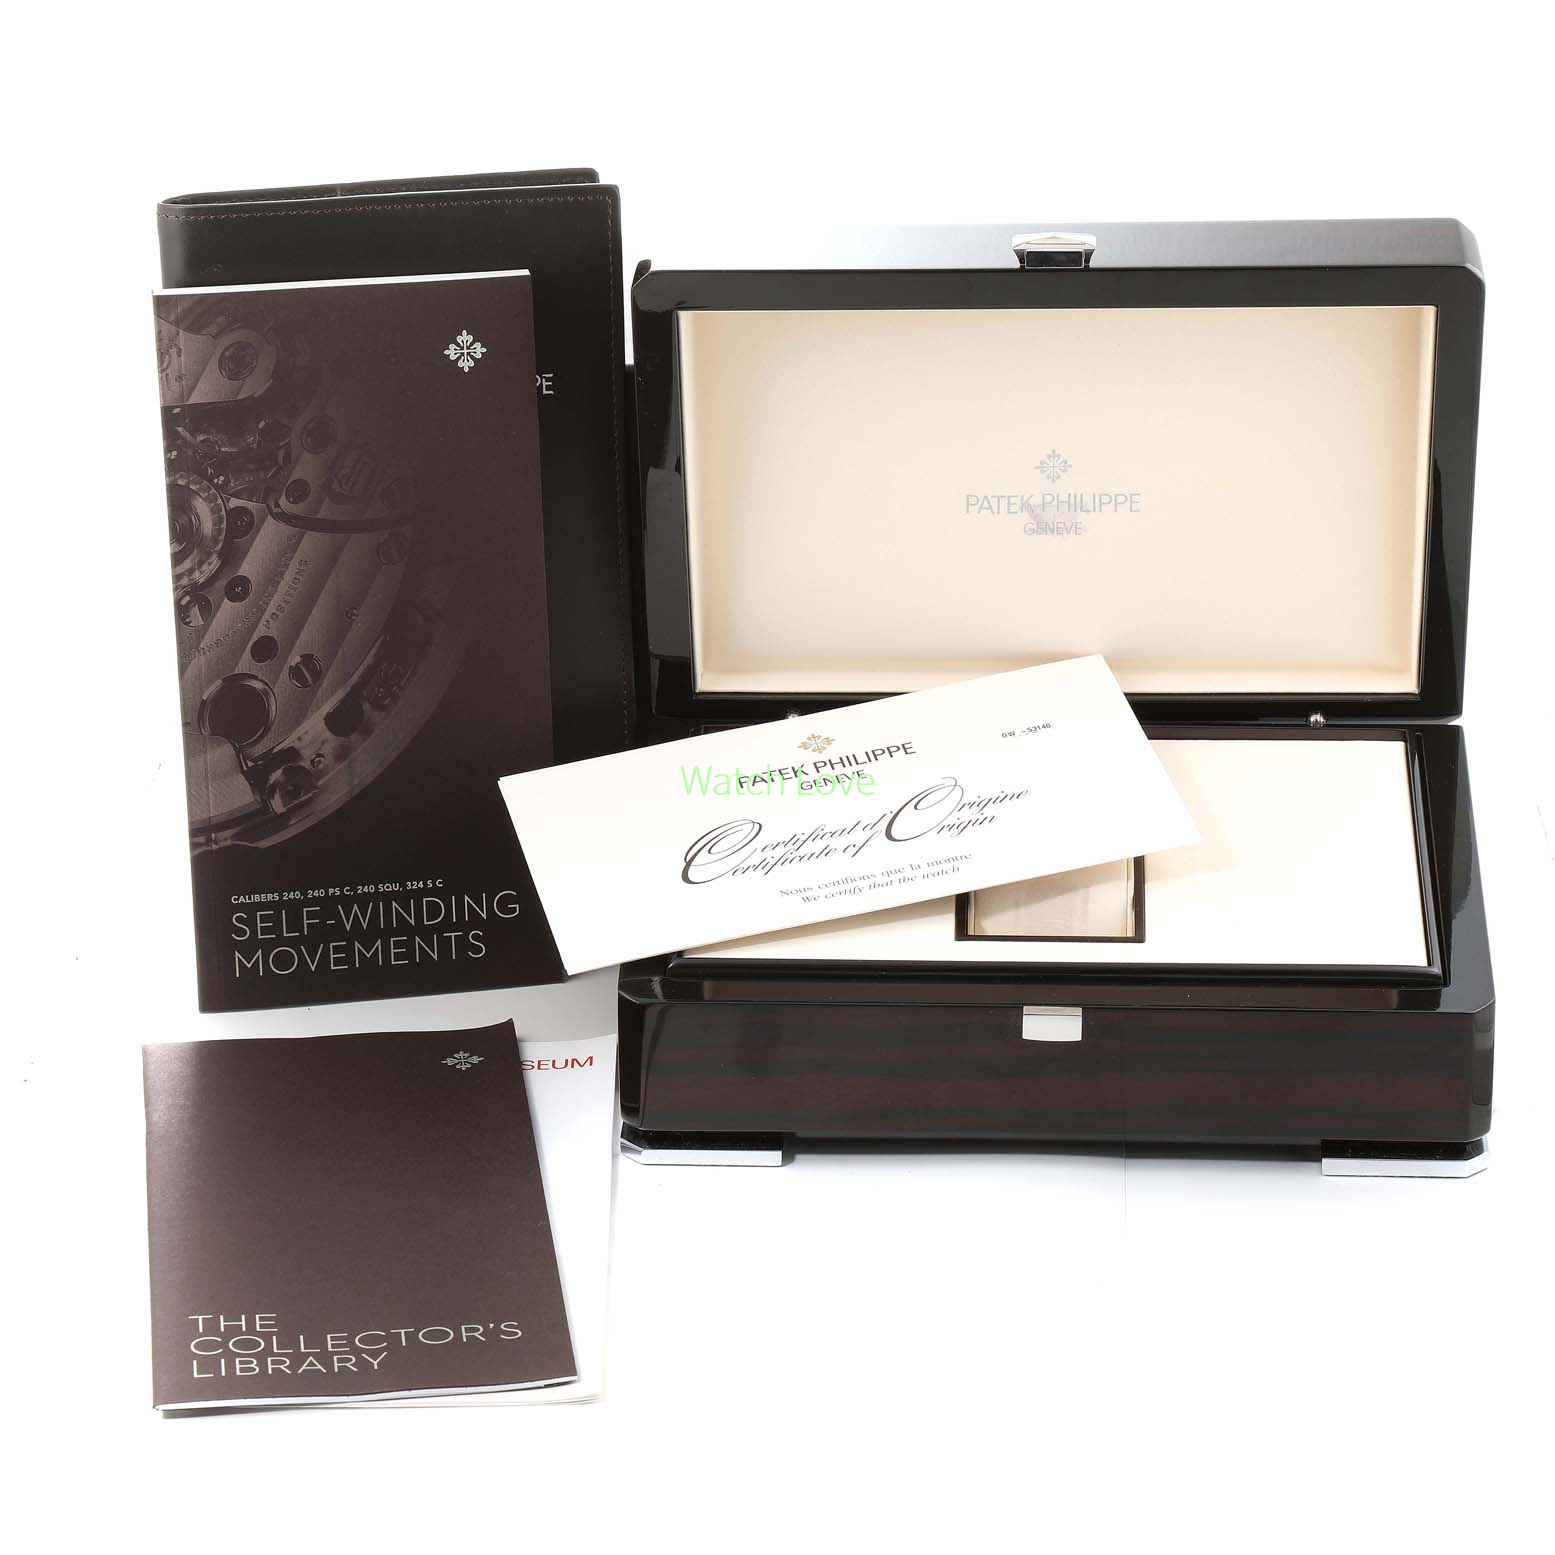 PE
CALIBERS 240, 240 PS C, 240 SQU, 324 S C
SELF-WINDING
MOVEMENTS
PATEK PHILIPPE
GENEVE
PATEK PHILIPPE
GENEVE
Watch Love
Certificat d'Origine
Certificate of Origin
Nous certifions que la montre
We certify that the watch
SEUM
THE
COLLECTOR'S
LIBRARY